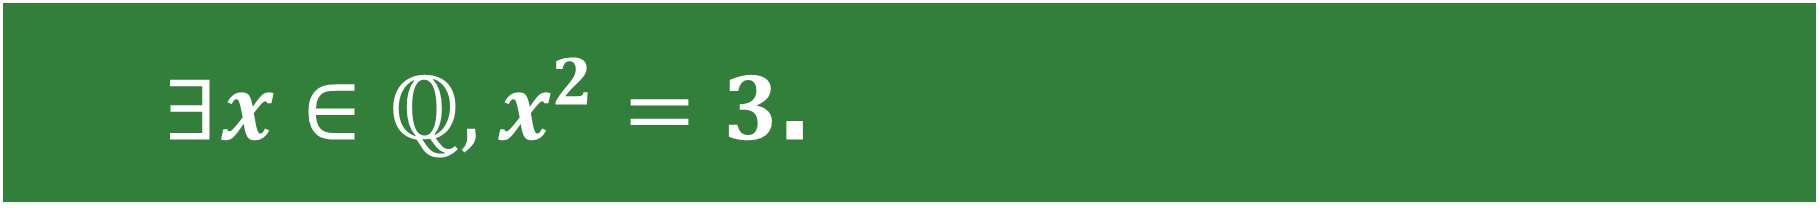 ∃x ∈ ℚ, x² = 3.